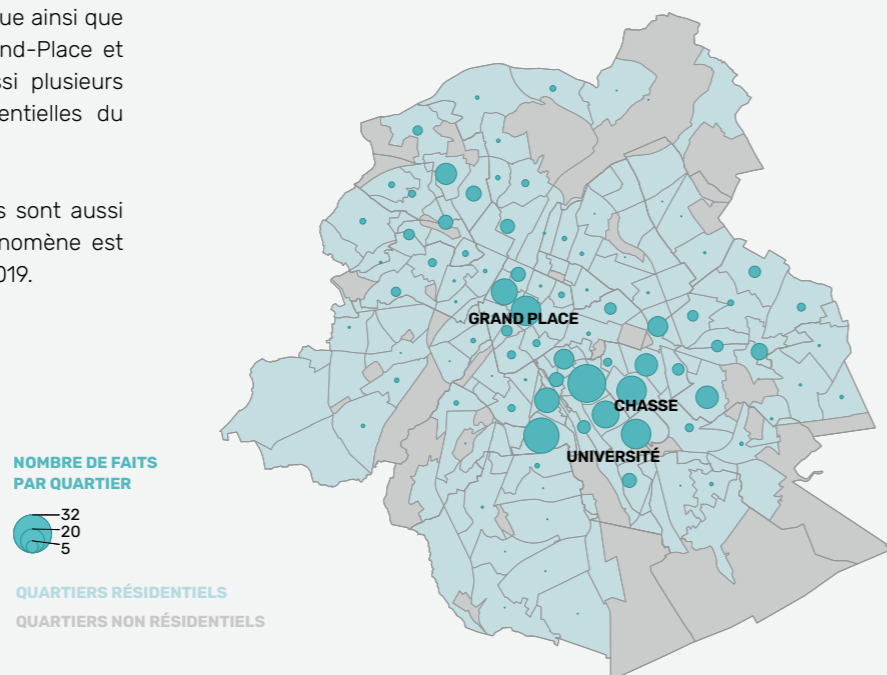 ue ainsi que
nd-Place et
ssi plusieurs
entielles du
s sont aussi
nomène est
019.
GRAND PLACE
CHASSE
UNIVERSITÉ
NOMBRE DE FAITS
PAR QUARTIER
32
20
5
QUARTIERS RÉSIDENTIELS
QUARTIERS NON RÉSIDENTIELS